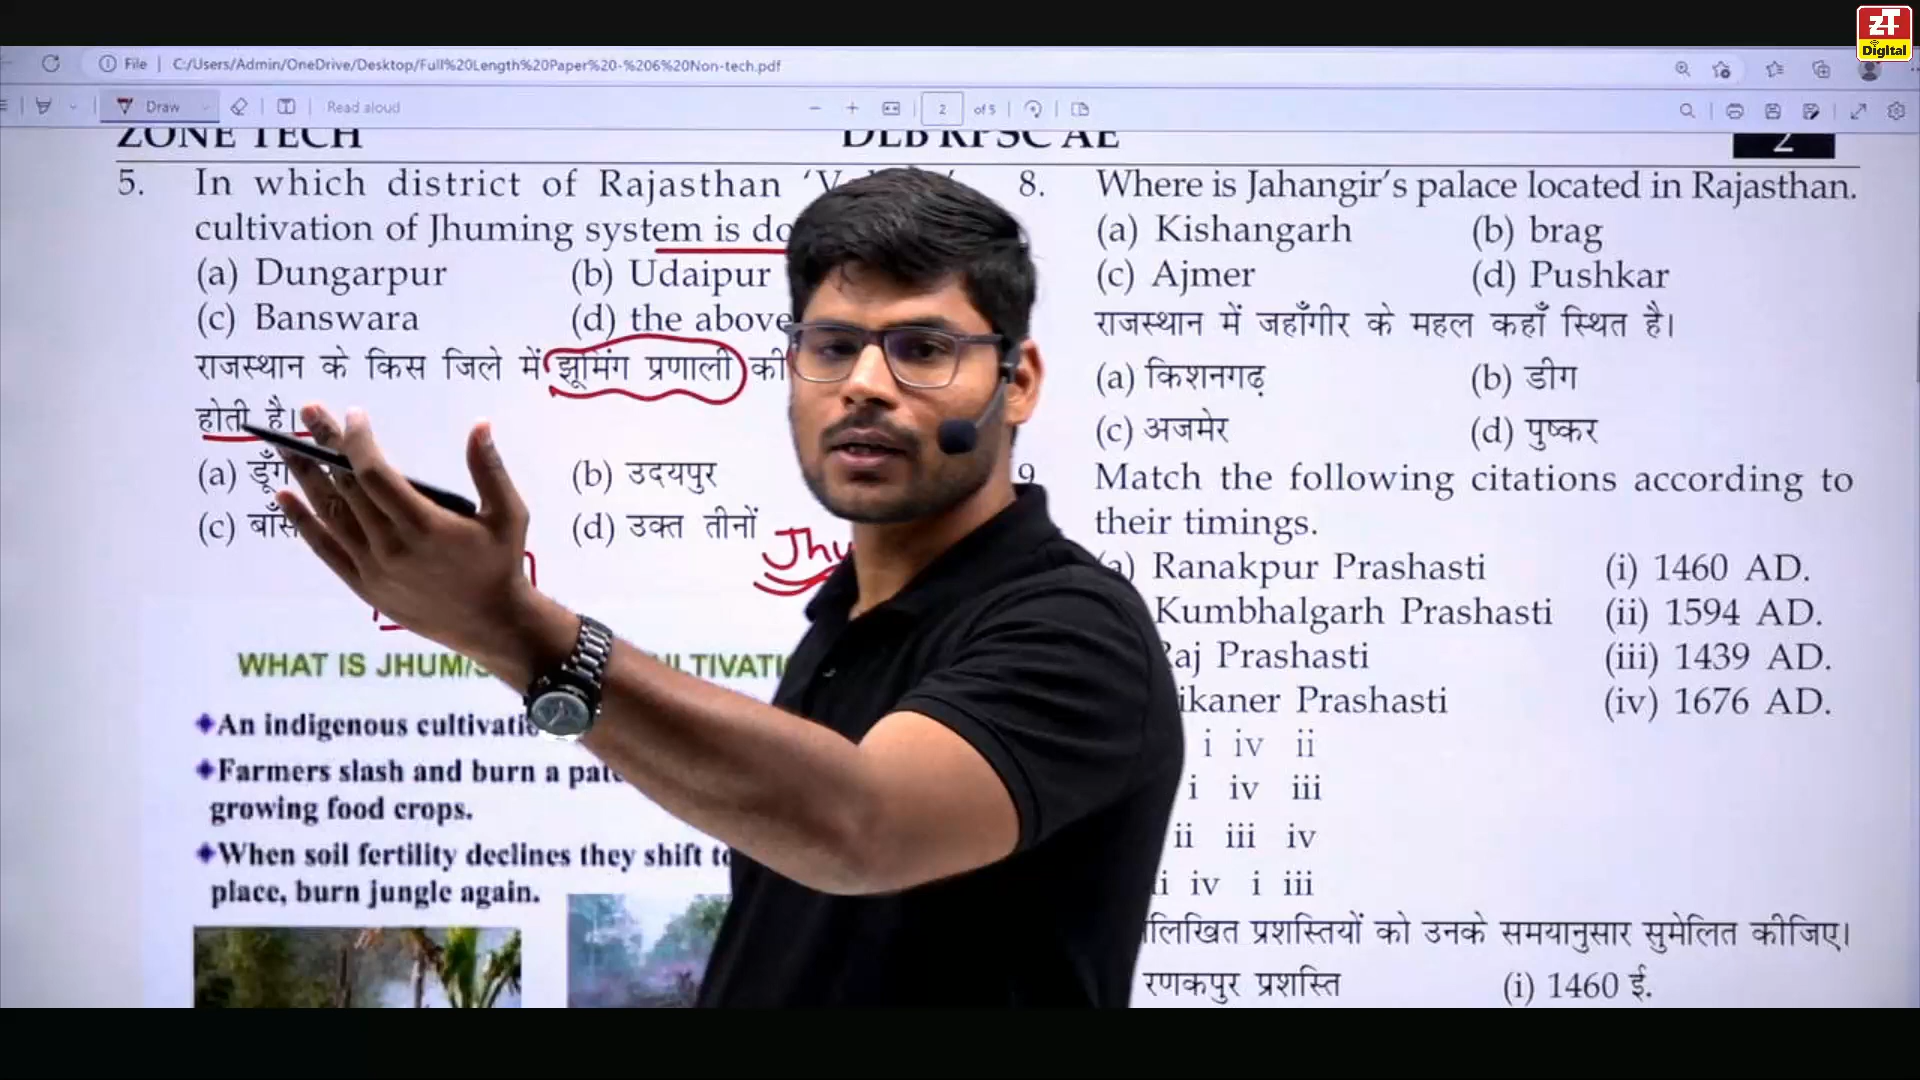 ZT
Digital
File | C:/Users/Admin/OneDrive/Desktop/Full%20Length%20Paper%20-%206%20Non-tech.pdf
Draw
Read aloud
2 of 5
ZONE TECH
DLB RPSC AE
2
5. In which district of Rajasthan
cultivation of Jhuming system is do
(a) Dungarpur (b) Udaipur
(c) Banswara (d) the above
राजस्थान के किस जिले में झूमिंग प्रणाली की
होती है।
(a) डूँग (b) उदयपुर
(c) बाँस (d) उक्त तीनों
Jhu
WHAT IS JHUM/S
An indigenous cultivati
Farmers slash and burn a pat
growing food crops.
When soil fertility declines they shift to
place, burn jungle again.
8. Where is Jahangir's palace located in Rajasthan.
(a) Kishangarh (b) brag
(c) Ajmer (d) Pushkar
राजस्थान में जहाँगीर के महल कहाँ स्थित है।
(a) किशनगढ़ (b) डीग
(c) अजमेर (d) पुष्कर
9 Match the following citations according to
their timings.
a) Ranakpur Prashasti (i) 1460 AD.
Kumbhalgarh Prashasti (ii) 1594 AD.
Raj Prashasti (iii) 1439 AD.
ikaner Prashasti (iv) 1676 AD.
i iv ii
i iv iii
ii iii iv
ii iv i iii
लिखित प्रशस्तियों को उनके समयानुसार सुमेलित कीजिए।
रणकपुर प्रशस्ति (i) 1460 ई.